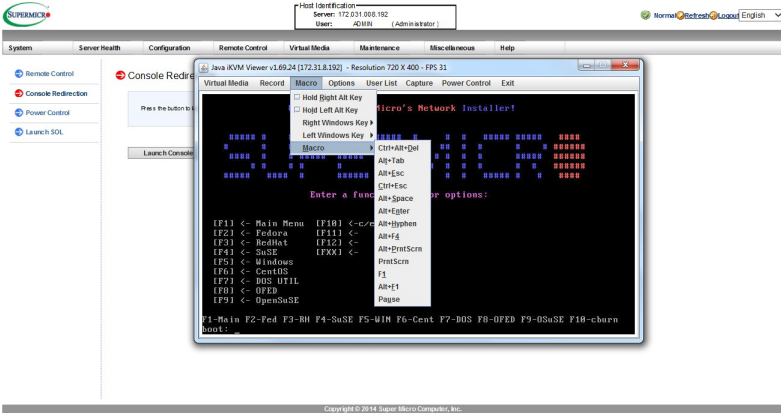 SUPERMICRO
Host Identification
Server: 172.031.008.192
User: ADMIN (Administrator)
Normal Refresh Logout English
System Server Health Configuration Remote Control Virtual Media Maintenance Miscellaneous Help
Remote Control
Console Redirection
Power Control
Launch SOL
Console Redire
Press the button to l
Launch Console
Java iKVM Viewer v1.69.24 [172.31.8.192] - Resolution 720 X 400 - FPS 31
Virtual Media Record Macro Options User List Capture Power Control Exit
Hold Right Alt Key
Hold Left Alt Key
Right Windows Key
Left Windows Key
Macro
Ctrl+Alt+Del
Alt+Tab
Alt+Esc
Ctrl+Esc
Alt+Space
Alt+Enter
Alt+Hyphen
Alt+F4
Alt+PrntScrn
PrntScrn
F1
Alt+F1
Pause
Micro's Network Installer!
Enter a func or options:
[F1] <- Main Menu [F10] <-c/e
[F2] <- Fedora [F11] <-
[F3] <- RedHat [F12] <-
[F4] <- SuSE [FXX] <-
[F5] <- Windows
[F6] <- CentOS
[F7] <- DOS UTIL
[F8] <- OFED
[F9] <- OpenSuSE
F1-Main F2-Fed F3-RH F4-SuSE F5-WIN F6-Cent F7-DOS F8-OFED F9-OSuSE F10-cburn
boot: _
Copyright © 2014 Super Micro Computer, Inc.